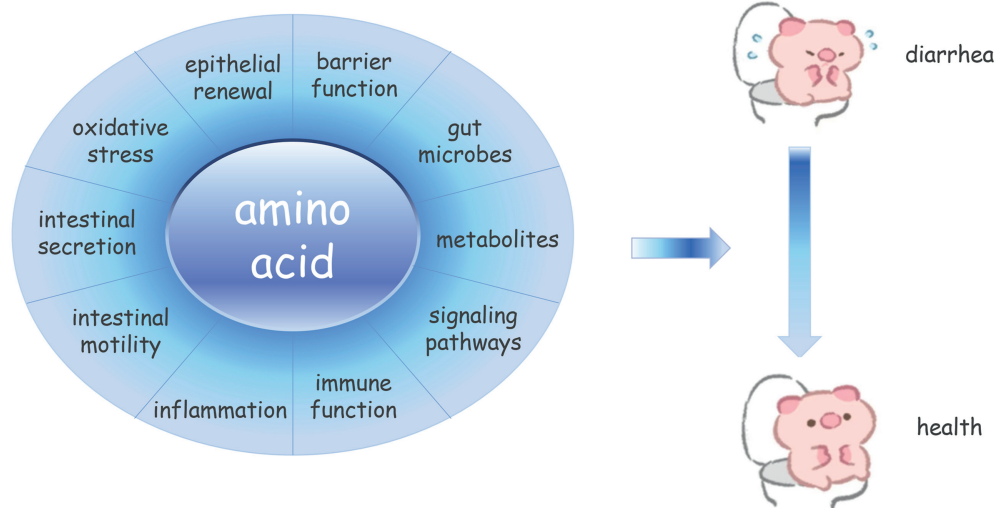 epithelial
renewal
barrier
function
oxidative
stress
gut
microbes
amino
acid
intestinal
secretion
metabolites
intestinal
motility
signaling
pathways
inflammation
immune
function
diarrhea
health